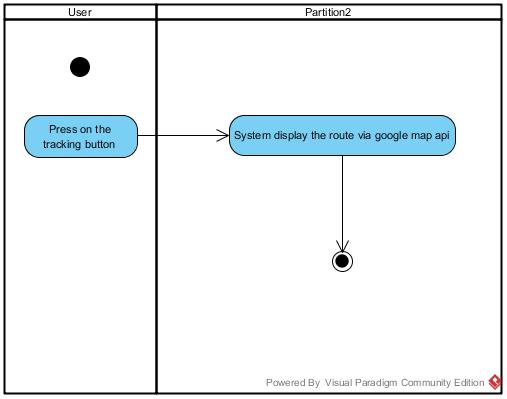 User
Partition2
Press on the
tracking button
System display the route via google map api
Powered By Visual Paradigm Community Edition